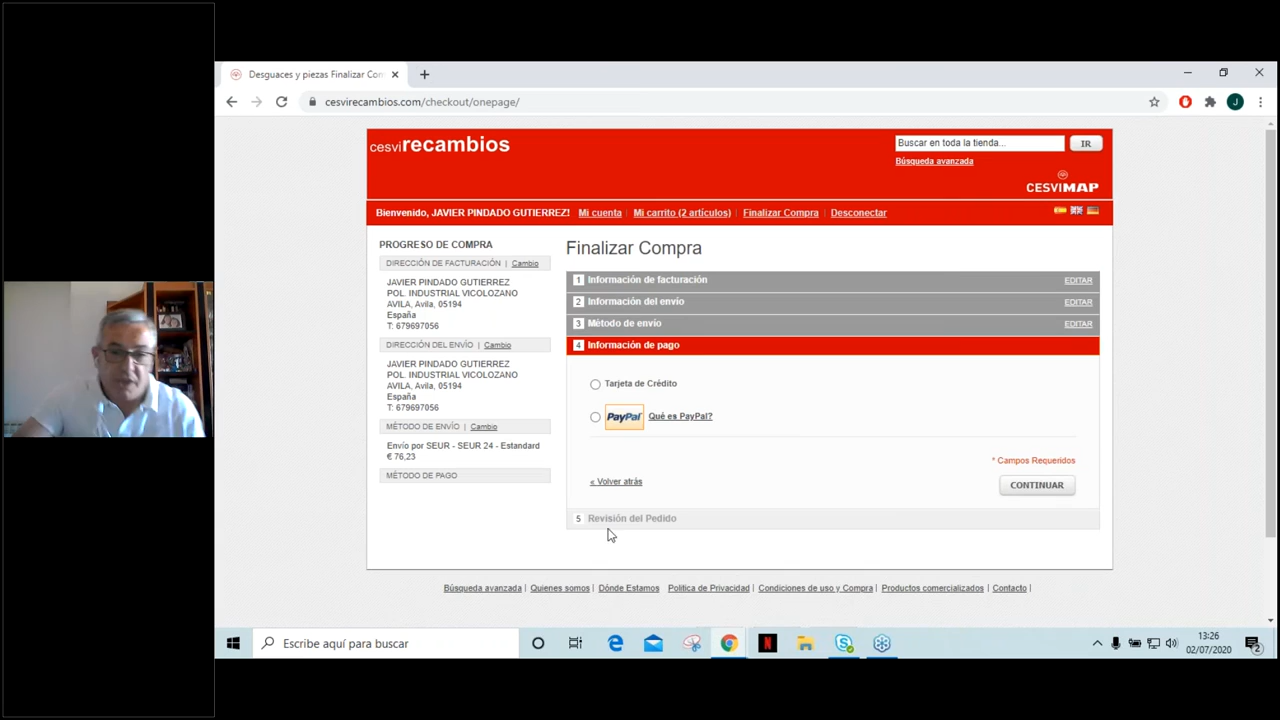 Desguaces y piezas Finalizar Con
cesvirecambios.com/checkout/onepage/
J
cesvirecambios
Buscar en toda la tienda...
IR
Búsqueda avanzada
CESVIMAP
Bienvenido, JAVIER PINDADO GUTIERREZ!
Mi cuenta
Mi carrito (2 artículos)
Finalizar Compra
Desconectar
PROGRESO DE COMPRA
DIRECCIÓN DE FACTURACIÓN | Cambio
JAVIER PINDADO GUTIERREZ
POL. INDUSTRIAL VICOLOZANO
AVILA, Avila, 05194
España
T: 679697056
DIRECCIÓN DEL ENVÍO | Cambio
JAVIER PINDADO GUTIERREZ
POL. INDUSTRIAL VICOLOZANO
AVILA, Avila, 05194
España
T: 679697056
MÉTODO DE ENVÍO | Cambio
Envío por SEUR - SEUR 24 - Estandard
€ 76,23
MÉTODO DE PAGO
Finalizar Compra
1 Información de facturación EDITAR
2 Información del envío EDITAR
3 Método de envío EDITAR
4 Información de pago
Tarjeta de Crédito
PayPal Qué es PayPal?
* Campos Requeridos
« Volver atrás
CONTINUAR
5 Revisión del Pedido
Búsqueda avanzada | Quienes somos | Dónde Estamos Política de Privacidad | Condiciones de uso y Compra | Productos comercializados | Contacto |
Escribe aquí para buscar
N
13:26
02/07/2020
2